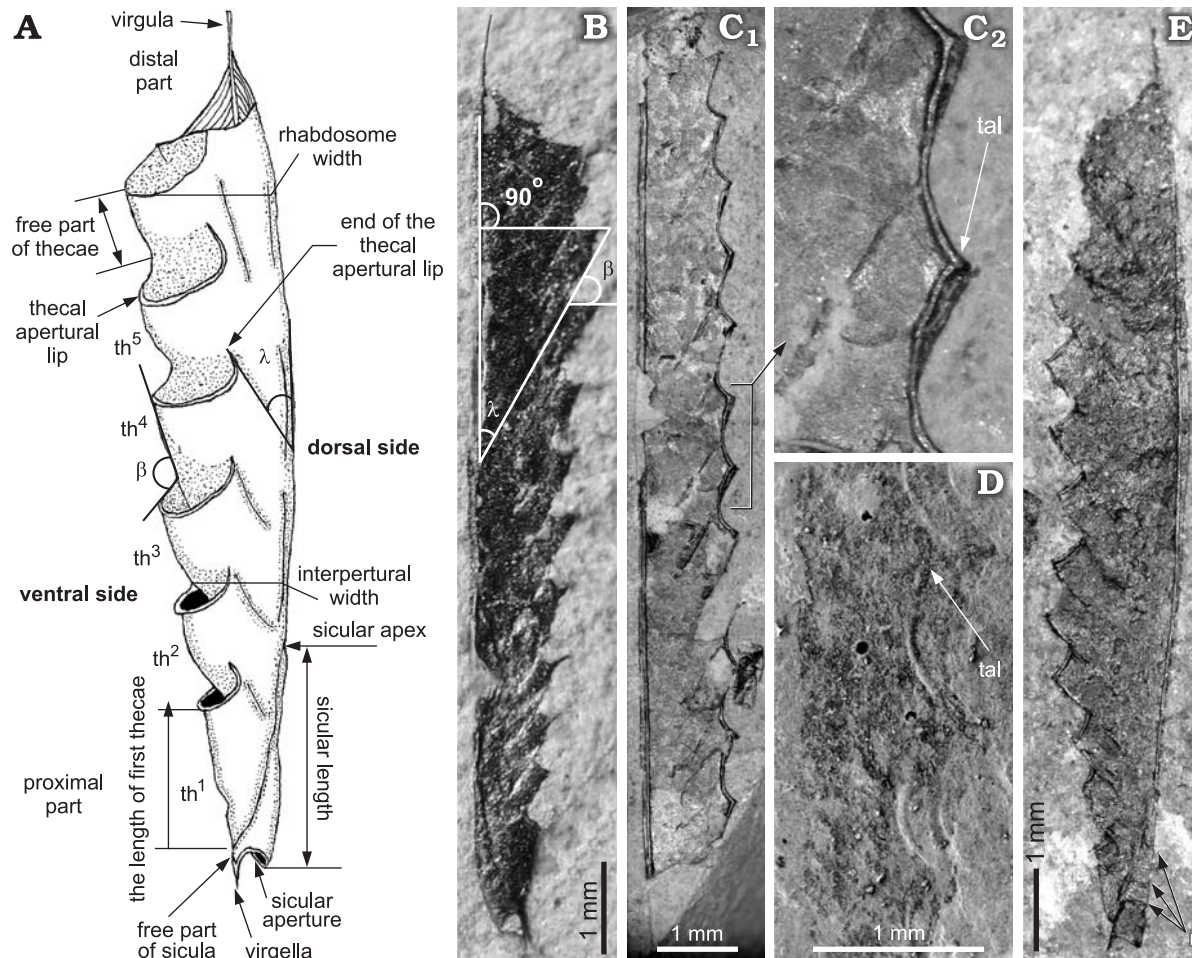 A
virgula
distal
part
rhabdosome
width
free part
of thecae
end of the
thecal
apertural lip
thecal
apertural
lip
th5
λ
th4
dorsal side
β
th3
ventral side
interpertural
width
sicular apex
th2
the length of first thecae
sicular length
proximal
part
th1
sicular
aperture
free part
of sicula
virgella
B
90°
β
λ
1 mm
C1
1 mm
C2
tal
D
tal
1 mm
E
1 mm